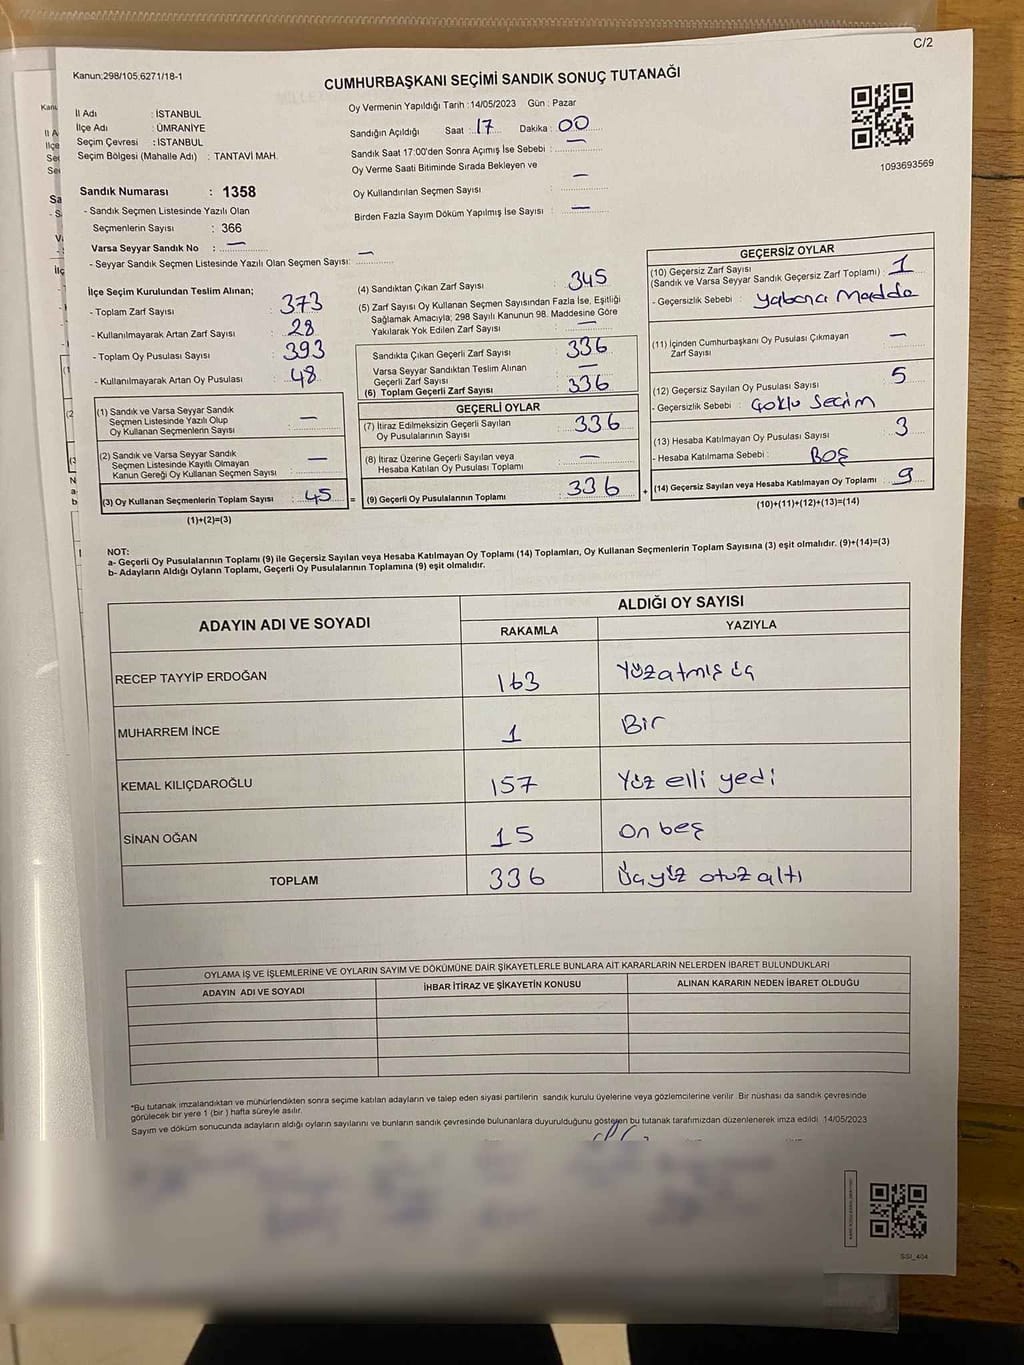 C/2
Kanun;298/105,6271/18-1
CUMHURBAŞKANI SEÇİMİ SANDIK SONUÇ TUTANAĞI
İl Adı : İSTANBUL
İlçe Adı : ÜMRANİYE
Seçim Çevresi : İSTANBUL
Seçim Bölgesi (Mahalle Adı) : TANTAVİ MAH.
Oy Vermenin Yapıldığı Tarih :14/05/2023 Gün : Pazar
Sandığın Açıldığı Saat : 17 Dakika : 00
Sandık Saat 17:00'den Sonra Açımış İse Sebebi : —
Oy Verme Saati Bitiminde Sırada Bekleyen ve
Oy Kullandırılan Seçmen Sayısı : —
Birden Fazla Sayım Döküm Yapılmış İse Sayısı : —
1093693569
Sandık Numarası : 1358
- Sandık Seçmen Listesinde Yazılı Olan
Seçmenlerin Sayısı : 366
Varsa Seyyar Sandık No : —
- Seyyar Sandık Seçmen Listesinde Yazılı Olan Seçmen Sayısı: —
İlçe Seçim Kurulundan Teslim Alınan;
- Toplam Zarf Sayısı : 373
- Kullanılmayarak Artan Zarf Sayısı : 28
- Toplam Oy Pusulası Sayısı : 393
- Kullanılmayarak Artan Oy Pusulası : 48
(1) Sandık ve Varsa Seyyar Sandık
Seçmen Listesinde Yazılı Olup
Oy Kullanan Seçmenlerin Sayısı : —
(2) Sandık ve Varsa Seyyar Sandık
Seçmen Listesinde Kayıtlı Olmayan
Kanun Gereği Oy Kullanan Seçmen Sayısı : —
(3) Oy Kullanan Seçmenlerin Toplam Sayısı : 45 =
(1)+(2)=(3)
(4) Sandıktan Çıkan Zarf Sayısı : 345
(5) Zarf Sayısı Oy Kullanan Seçmen Sayısından Fazla İse, Eşitliği
Sağlamak Amacıyla; 298 Sayılı Kanunun 98. Maddesine Göre
Yakılarak Yok Edilen Zarf Sayısı : —
Sandıkta Çıkan Geçerli Zarf Sayısı : 336
Varsa Seyyar Sandıktan Teslim Alınan
Geçerli Zarf Sayısı : —
(6) Toplam Geçerli Zarf Sayısı : 336
GEÇERLİ OYLAR
(7) İtiraz Edilmeksizin Geçerli Sayılan
Oy Pusulalarının Sayısı : 336
(8) İtiraz Üzerine Geçerli Sayılan veya
Hesaba Katılan Oy Pusulası Toplamı : —
(9) Geçerli Oy Pusulalarının Toplamı : 336 +
GEÇERSİZ OYLAR
(10) Geçersiz Zarf Sayısı
(Sandık ve Varsa Seyyar Sandık Geçersiz Zarf Toplamı) : 1
- Geçersizlik Sebebi : Yabancı Madde
(11) İçinden Cumhurbaşkanı Oy Pusulası Çıkmayan
Zarf Sayısı : —
(12) Geçersiz Sayılan Oy Pusulası Sayısı : 5
- Geçersizlik Sebebi : Çoklu Seçim
(13) Hesaba Katılmayan Oy Pusulası Sayısı : 3
- Hesaba Katılmama Sebebi : Boş
(14) Geçersiz Sayılan veya Hesaba Katılmayan Oy Toplamı : 9
(10)+(11)+(12)+(13)=(14)
NOT:
a- Geçerli Oy Pusulalarının Toplamı (9) ile Geçersiz Sayılan veya Hesaba Katılmayan Oy Toplamı (14) Toplamları, Oy Kullanan Seçmenlerin Toplam Sayısına (3) eşit olmalıdır. (9)+(14)=(3)
b- Adayların Aldığı Oyların Toplamı, Geçerli Oy Pusulalarının Toplamına (9) eşit olmalıdır.
ADAYIN ADI VE SOYADI
ALDIĞI OY SAYISI
RAKAMLA YAZIYLA
RECEP TAYYİP ERDOĞAN 163 Yüzatmış üç
MUHARREM İNCE 1 Bir
KEMAL KILIÇDAROĞLU 157 Yüz elli yedi
SİNAN OĞAN 15 On beş
TOPLAM 336 Üçyüz otuz altı
OYLAMA İŞ VE İŞLEMLERİNE VE OYLARIN SAYIM VE DÖKÜMÜNE DAİR ŞİKAYETLERLE BUNLARA AİT KARARLARIN NELERDEN İBARET BULUNDUKLARI
ADAYIN ADI VE SOYADI İHBAR İTİRAZ VE ŞİKAYETİN KONUSU ALINAN KARARIN NEDEN İBARET OLDUĞU
*Bu tutanak imzalandıktan ve mühürlendikten sonra seçime katılan adayların ve talep eden siyasi partilerin sandık kurulu üyelerine veya gözlemcilerine verilir. Bir nüshası da sandık çevresinde
görülecek bir yere 1 (bir ) hafta süreyle asılır.
Sayım ve döküm sonucunda adayların aldığı oyların sayılarını ve bunların sandık çevresinde bulunanlara duyurulduğunu gösteren bu tutanak tarafımızdan düzenlenerek imza edildi 14/05/2023
SSI_404